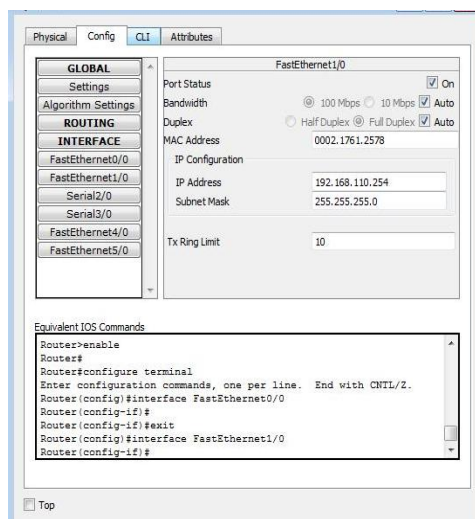 Physical Config CLI Attributes
GLOBAL
Settings
Algorithm Settings
ROUTING
INTERFACE
FastEthernet0/0
FastEthernet1/0
Serial2/0
Serial3/0
FastEthernet4/0
FastEthernet5/0
FastEthernet1/0
Port Status On
Bandwidth 100 Mbps 10 Mbps Auto
Duplex Half Duplex Full Duplex Auto
MAC Address 0002.1761.2578
IP Configuration
IP Address 192.168.110.254
Subnet Mask 255.255.255.0
Tx Ring Limit 10
Equivalent IOS Commands
Router>enable
Router#
Router#configure terminal
Enter configuration commands, one per line. End with CNTL/Z.
Router(config)#interface FastEthernet0/0
Router(config-if)#
Router(config-if)#exit
Router(config)#interface FastEthernet1/0
Router(config-if)#
Top